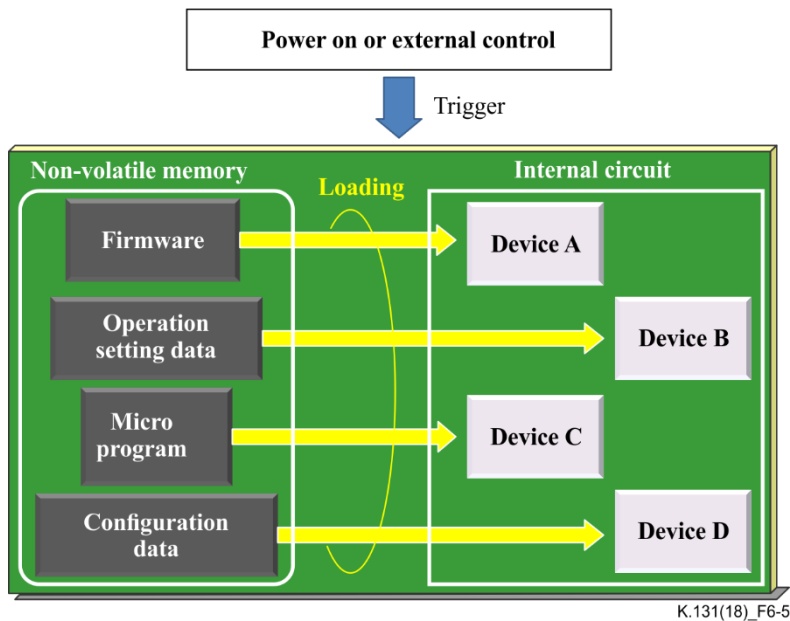 Power on or external control
Trigger
Non-volatile memory
Internal circuit
Loading
Firmware
Device A
Operation
setting data
Device B
Micro
program
Device C
Configuration
data
Device D
K.131(18)_F6-5